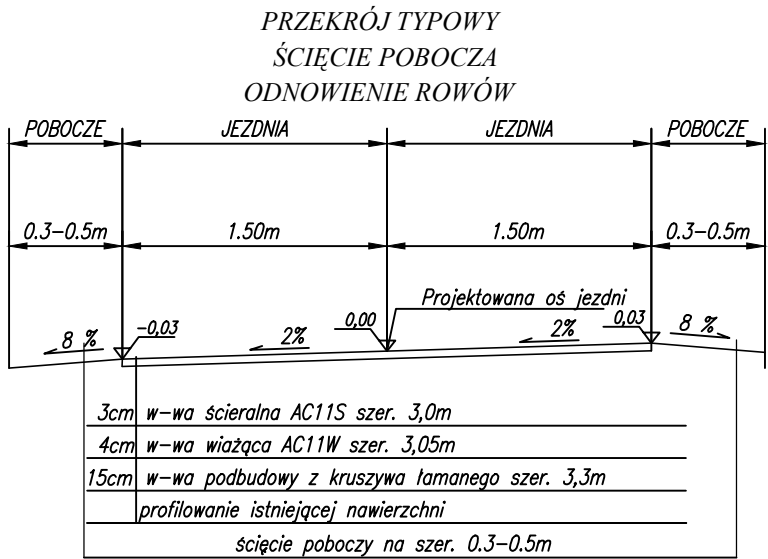 PRZEKRÓJ TYPOWY
ŚCIĘCIE POBOCZA
ODNOWIENIE ROWÓW
POBOCZE JEZDNIA JEZDNIA POBOCZE
0.3-0.5m 1.50m 1.50m 0.3-0.5m
Projektowana oś jezdni
8 % -0,03 2% 0,00 2% 0,03 8 %
3cm w-wa ścieralna AC11S szer. 3,0m
4cm w-wa wiażąca AC11W szer. 3,05m
15cm w-wa podbudowy z kruszywa łamanego szer. 3,3m
profilowanie istniejącej nawierzchni
ścięcie poboczy na szer. 0.3-0.5m